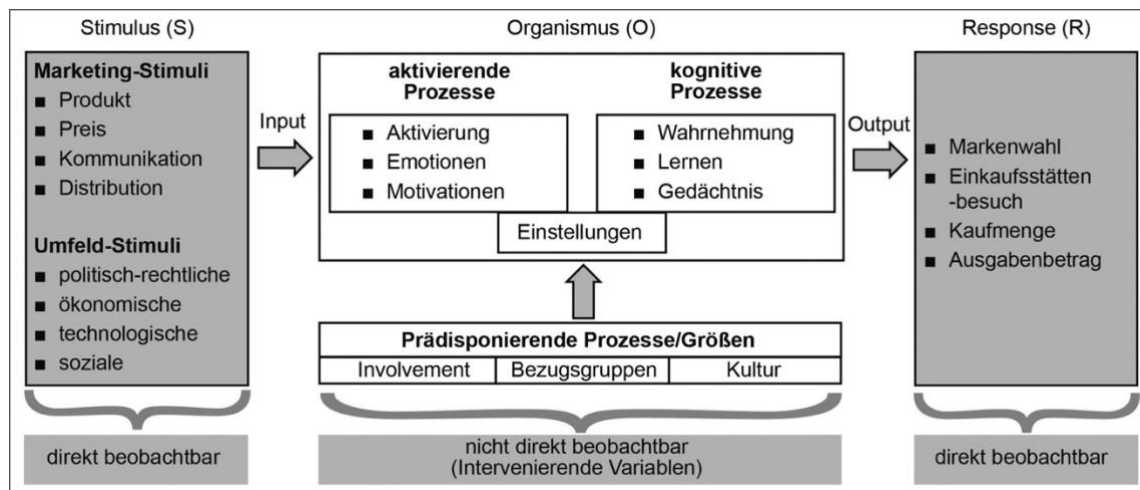 Stimulus (S)
Marketing-Stimuli
■ Produkt
■ Preis
■ Kommunikation
■ Distribution
Umfeld-Stimuli
■ politisch-rechtliche
■ ökonomische
■ technologische
■ soziale
direkt beobachtbar
Input
Organismus (O)
aktivierende
Prozesse
■ Aktivierung
■ Emotionen
■ Motivationen
kognitive
Prozesse
■ Wahrnehmung
■ Lernen
■ Gedächtnis
Einstellungen
Prädisponierende Prozesse/Größen
Involvement
Bezugsgruppen
Kultur
nicht direkt beobachtbar
(Intervenierende Variablen)
Output
Response (R)
■ Markenwahl
■ Einkaufsstätten
-besuch
■ Kaufmenge
■ Ausgabenbetrag
direkt beobachtbar